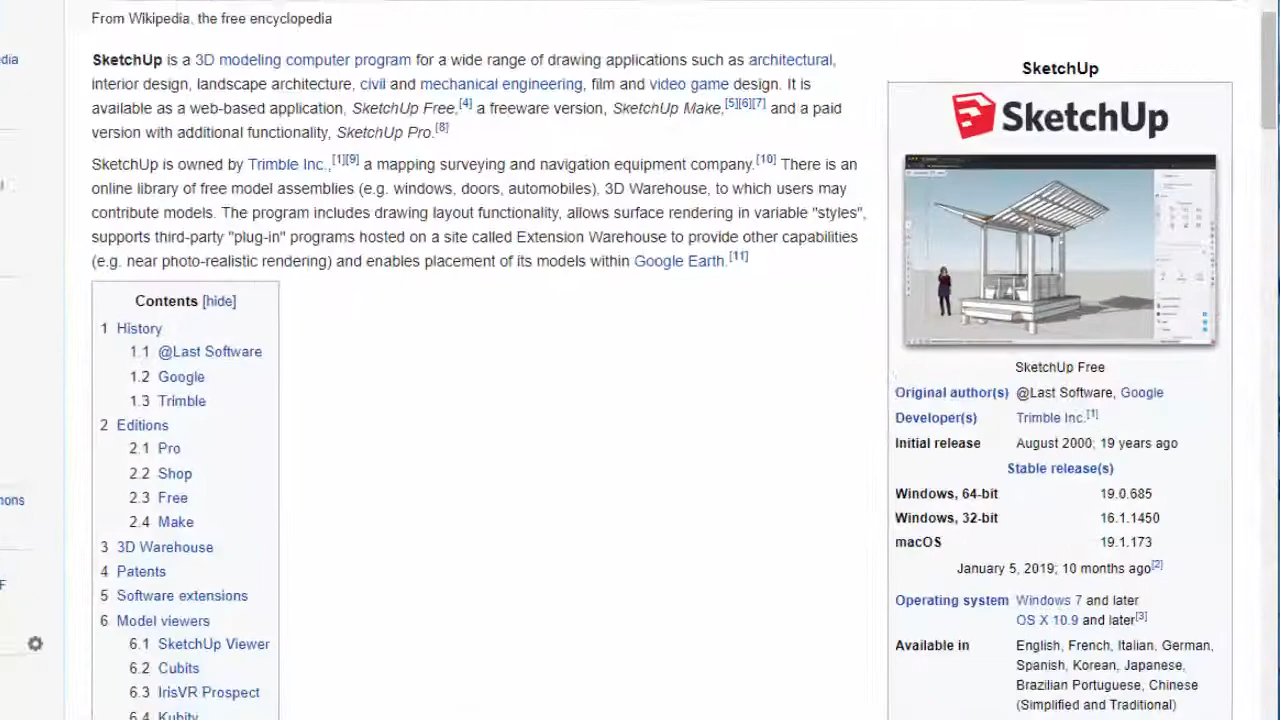 From Wikipedia, the free encyclopedia
SketchUp is a 3D modeling computer program for a wide range of drawing applications such as architectural,
interior design, landscape architecture, civil and mechanical engineering, film and video game design. It is
available as a web-based application, SketchUp Free,[4] a freeware version, SketchUp Make,[5][6][7] and a paid
version with additional functionality, SketchUp Pro.[8]
SketchUp is owned by Trimble Inc.,[1][9] a mapping surveying and navigation equipment company.[10] There is an
online library of free model assemblies (e.g. windows, doors, automobiles), 3D Warehouse, to which users may
contribute models. The program includes drawing layout functionality, allows surface rendering in variable "styles",
supports third-party "plug-in" programs hosted on a site called Extension Warehouse to provide other capabilities
(e.g. near photo-realistic rendering) and enables placement of its models within Google Earth.[11]
Contents [hide]
1 History
1.1 @Last Software
1.2 Google
1.3 Trimble
2 Editions
2.1 Pro
2.2 Shop
2.3 Free
2.4 Make
3 3D Warehouse
4 Patents
5 Software extensions
6 Model viewers
6.1 SketchUp Viewer
6.2 Cubits
6.3 IrisVR Prospect
6.4 Kubity
SketchUp
SketchUp
SketchUp Free
Original author(s) @Last Software, Google
Developer(s) Trimble Inc.[1]
Initial release August 2000; 19 years ago
Stable release(s)
Windows, 64-bit 19.0.685
Windows, 32-bit 16.1.1450
macOS 19.1.173
January 5, 2019; 10 months ago[2]
Operating system Windows 7 and later
OS X 10.9 and later[3]
Available in English, French, Italian, German,
Spanish, Korean, Japanese,
Brazilian Portuguese, Chinese
(Simplified and Traditional)